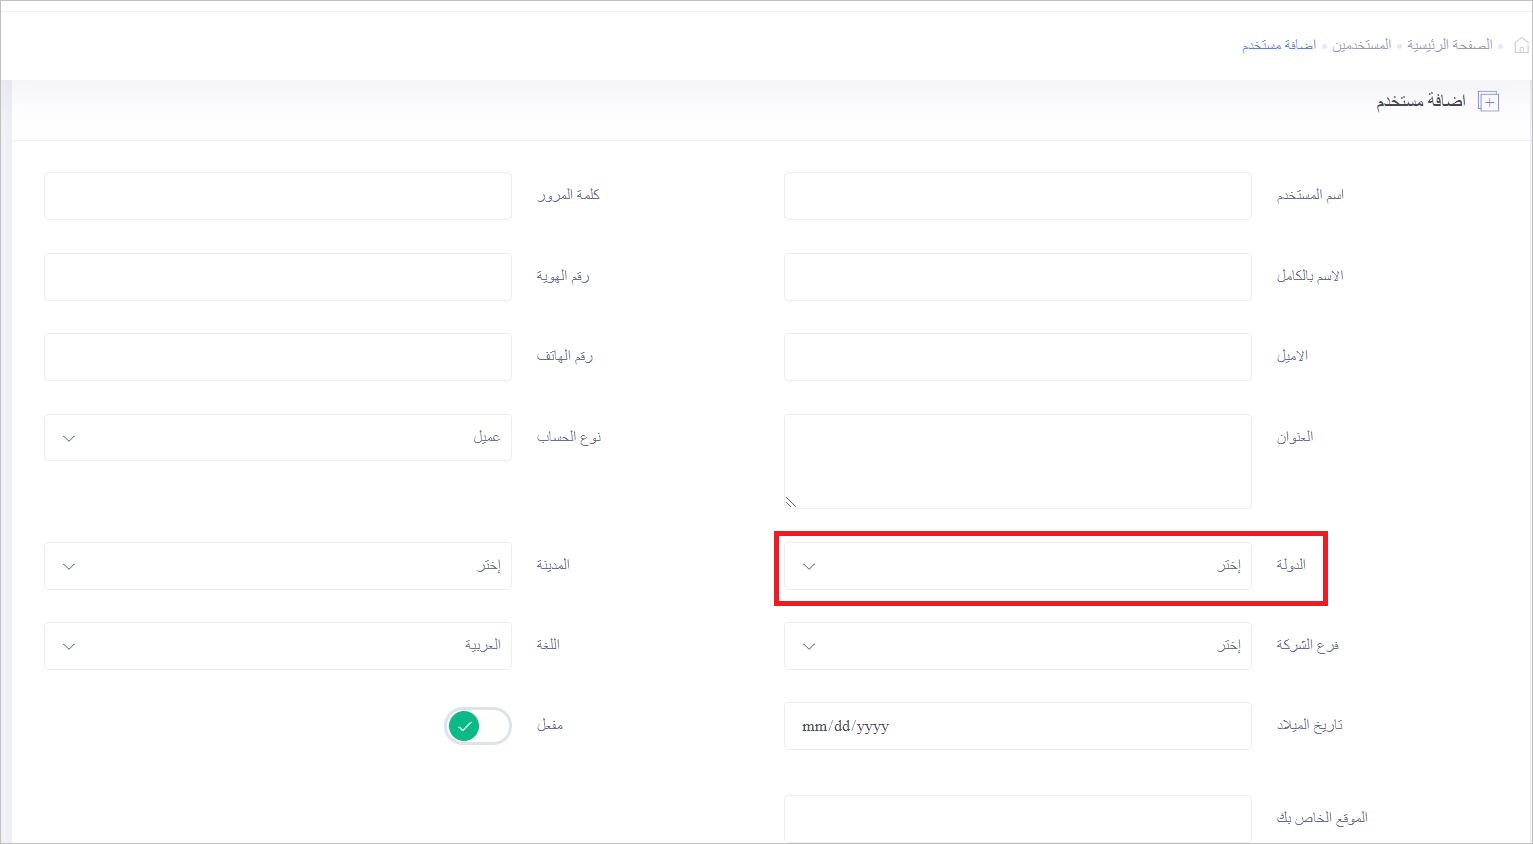 الصفحة الرئيسية • المستخدمين • اضافة مستخدم
اضافة مستخدم
اسم المستخدم
كلمة المرور
الاسم بالكامل
رقم الهوية
الاميل
رقم الهاتف
العنوان
نوع الحساب عميل
الدولة إختر
المدينة إختر
فرع الشركة إختر
اللغة العربية
تاريخ الميلاد mm/dd/yyyy
مفعل
الموقع الخاص بك